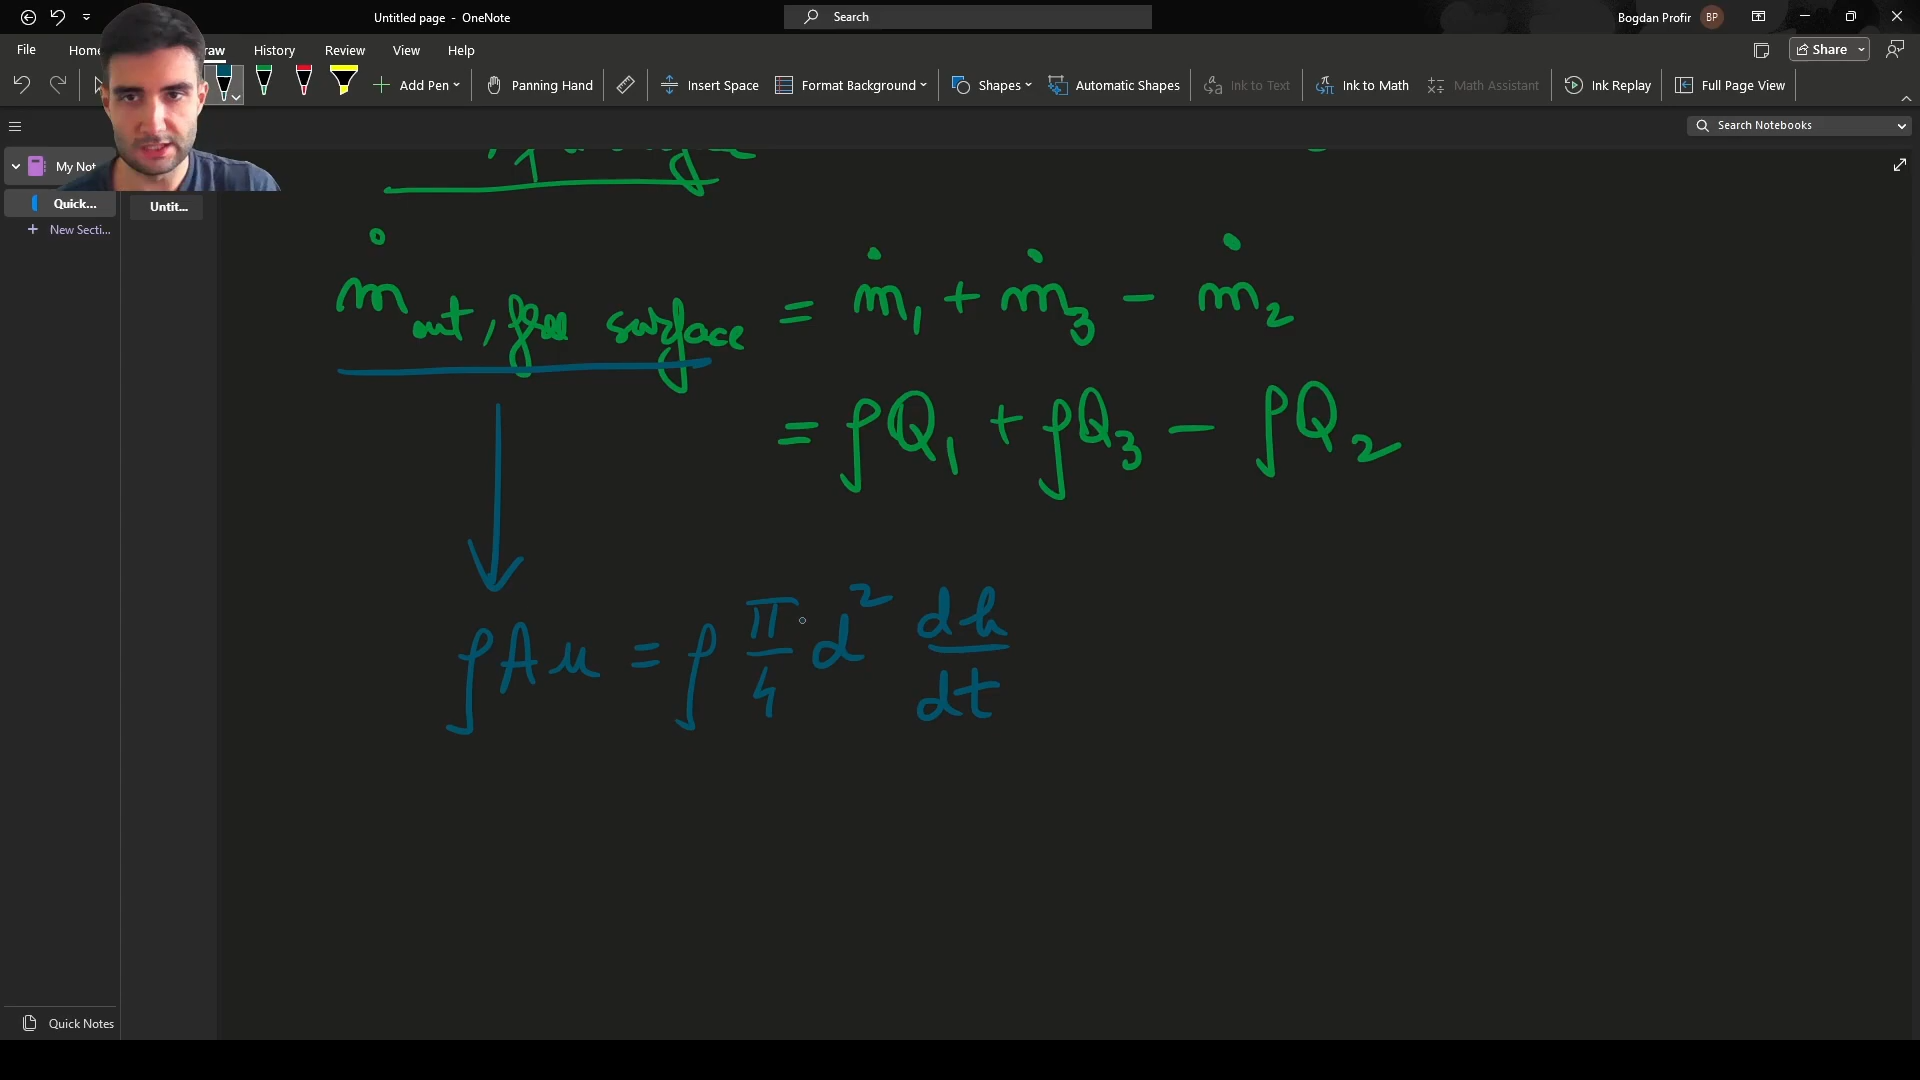 Untitled page - OneNote
Search
Bogdan Profir BP
File Home Draw History Review View Help
Share
Add Pen Panning Hand Insert Space Format Background Shapes Automatic Shapes Ink to Text Ink to Math Math Assistant Ink Replay Full Page View
Search Notebooks
My Not
Quick...
Untit...
+ New Secti...
ṁ out, free surface = ṁ₁ + ṁ₃ − ṁ₂
= ρQ₁ + ρQ₃ − ρQ₂
ρAu = ρ π/4 d² dh/dt
Quick Notes